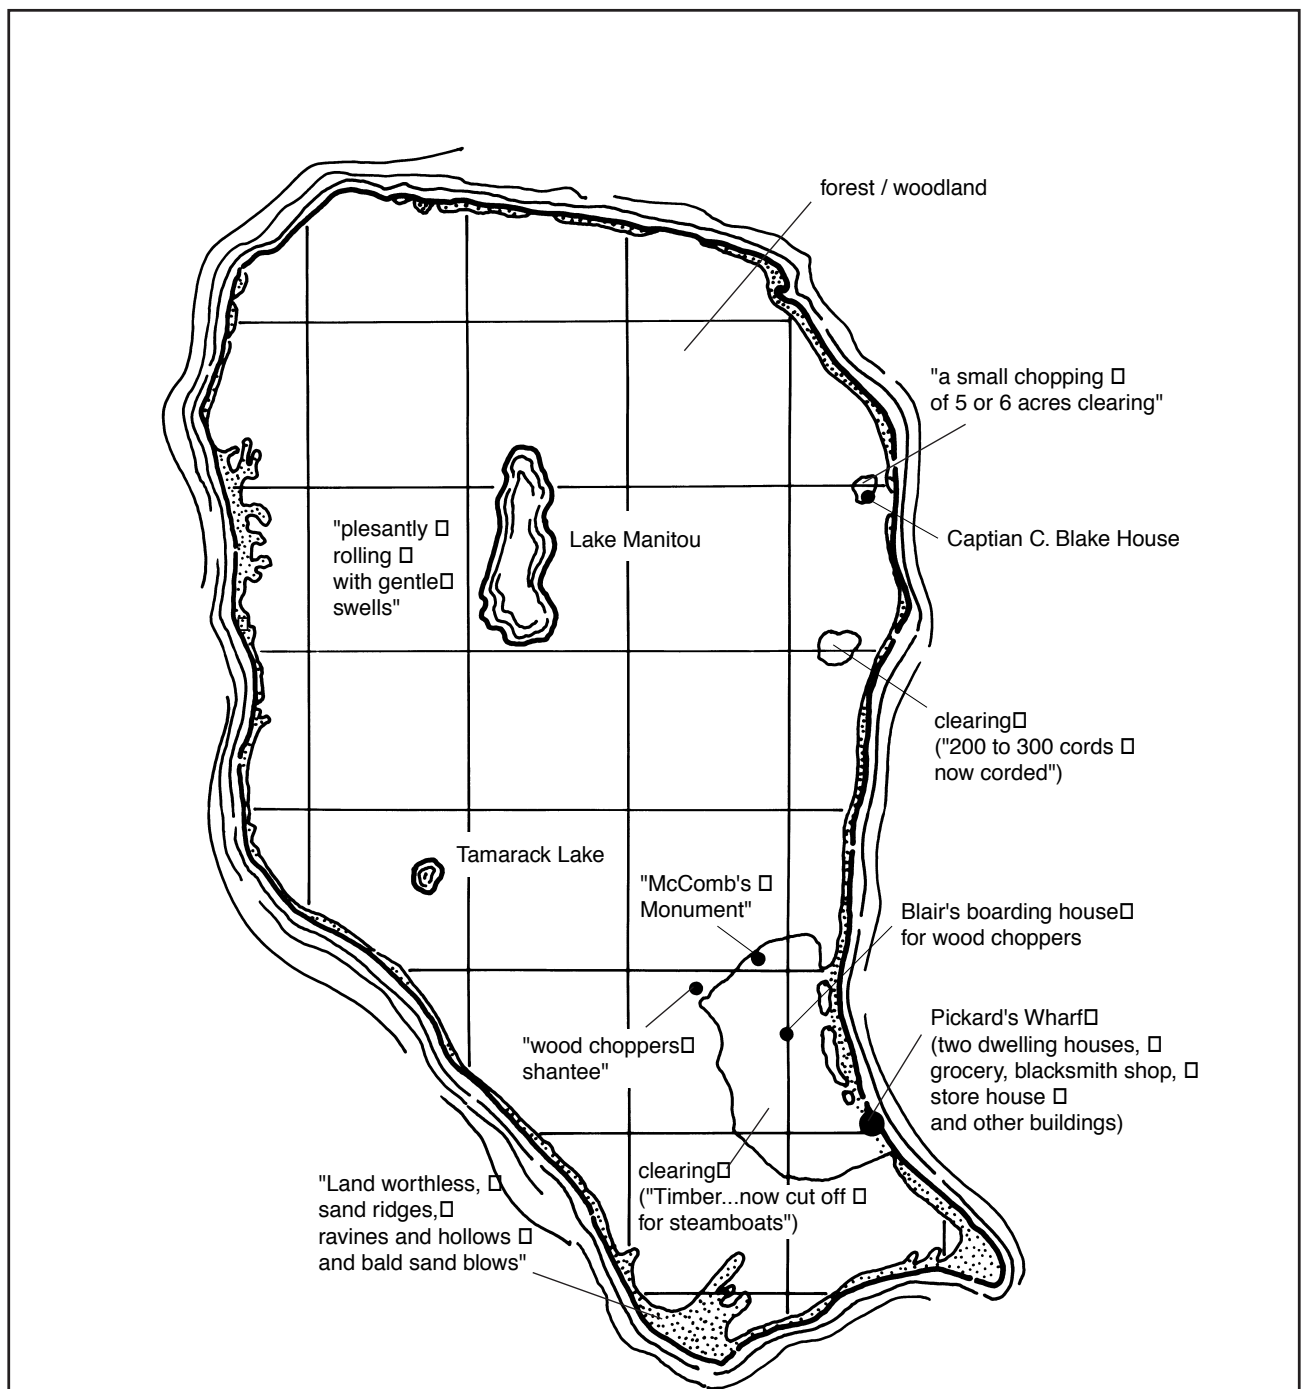 forest / woodland
"a small chopping □
of 5 or 6 acres clearing"
"plesantly □
rolling □
with gentle□
swells"
Lake Manitou
Captian C. Blake House
clearing□
("200 to 300 cords □
now corded")
Tamarack Lake
"McComb's □
Monument"
Blair's boarding house□
for wood choppers
"wood choppers□
shantee"
Pickard's Wharf□
(two dwelling houses, □
grocery, blacksmith shop, □
store house □
and other buildings)
clearing□
("Timber...now cut off □
for steamboats")
"Land worthless, □
sand ridges,□
ravines and hollows □
and bald sand blows"